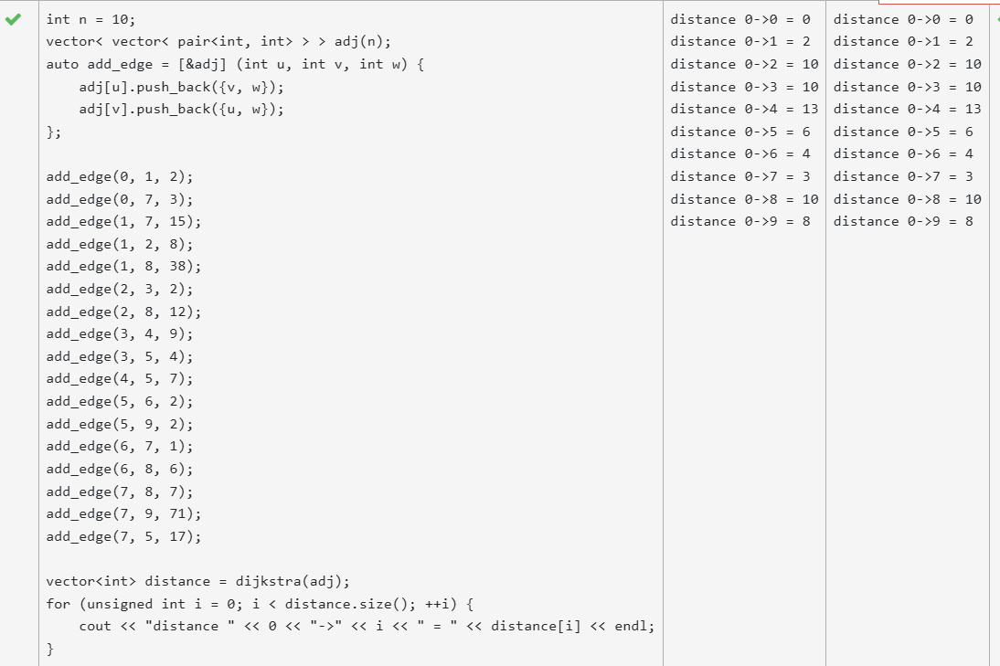 int n = 10;
vector< vector< pair<int, int> > > adj(n);
auto add_edge = [&adj] (int u, int v, int w) {
    adj[u].push_back({v, w});
    adj[v].push_back({u, w});
};

add_edge(0, 1, 2);
add_edge(0, 7, 3);
add_edge(1, 7, 15);
add_edge(1, 2, 8);
add_edge(1, 8, 38);
add_edge(2, 3, 2);
add_edge(2, 8, 12);
add_edge(3, 4, 9);
add_edge(3, 5, 4);
add_edge(4, 5, 7);
add_edge(5, 6, 2);
add_edge(5, 9, 2);
add_edge(6, 7, 1);
add_edge(6, 8, 6);
add_edge(7, 8, 7);
add_edge(7, 9, 71);
add_edge(7, 5, 17);

vector<int> distance = dijkstra(adj);
for (unsigned int i = 0; i < distance.size(); ++i) {
    cout << "distance " << 0 << "->" << i << " = " << distance[i] << endl;
}
distance 0->0 = 0
distance 0->1 = 2
distance 0->2 = 10
distance 0->3 = 10
distance 0->4 = 13
distance 0->5 = 6
distance 0->6 = 4
distance 0->7 = 3
distance 0->8 = 10
distance 0->9 = 8
distance 0->0 = 0
distance 0->1 = 2
distance 0->2 = 10
distance 0->3 = 10
distance 0->4 = 13
distance 0->5 = 6
distance 0->6 = 4
distance 0->7 = 3
distance 0->8 = 10
distance 0->9 = 8